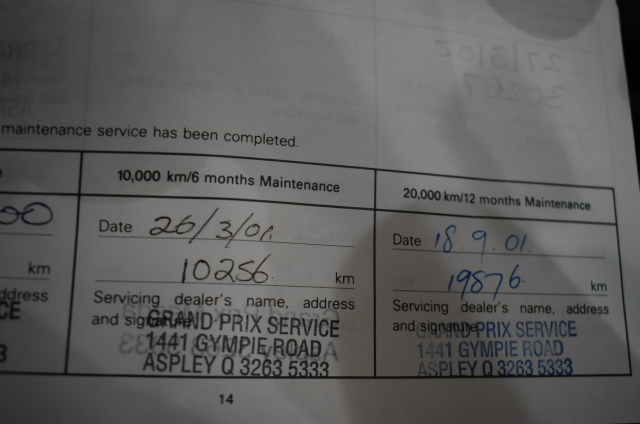 maintenance service has been completed.
10,000 km/6 months Maintenance
20,000 km/12 months Maintenance
00
Date 26/3/01.
Date 18.9.01.
km
10256. km
19876. km
ddress
Servicing dealer's name, address
and signature
Servicing dealer's name, address
and signature
CE
GRAND PRIX SERVICE
1441 GYMPIE ROAD
ASPLEY Q 3263 5333
GRAND PRIX SERVICE
1441 GYMPIE ROAD
ASPLEY Q 3263 5333
3
14